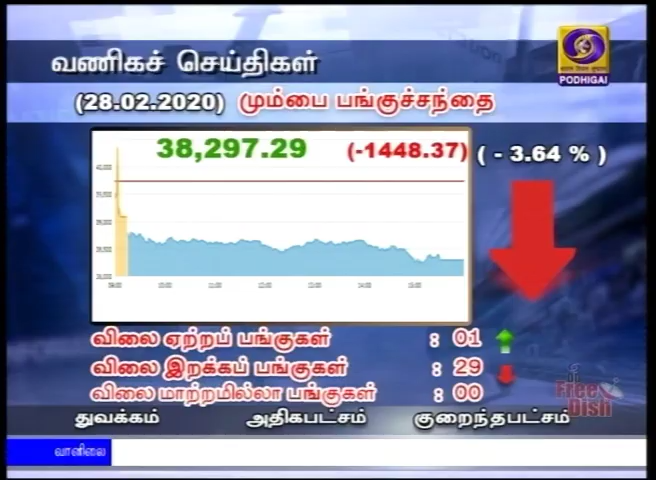 வணிகச் செய்திகள்
PODHIGAI
(28.02.2020) மும்பை பங்குச்சந்தை
38,297.29 (-1448.37) ( - 3.64 % )
விலை ஏற்றப் பங்குகள் : 01
விலை இறக்கப் பங்குகள் : 29
விலை மாற்றமில்லா பங்குகள் : 00
Free Dish
துவக்கம் அதிகபட்சம் குறைந்தபட்சம்
வானிலை